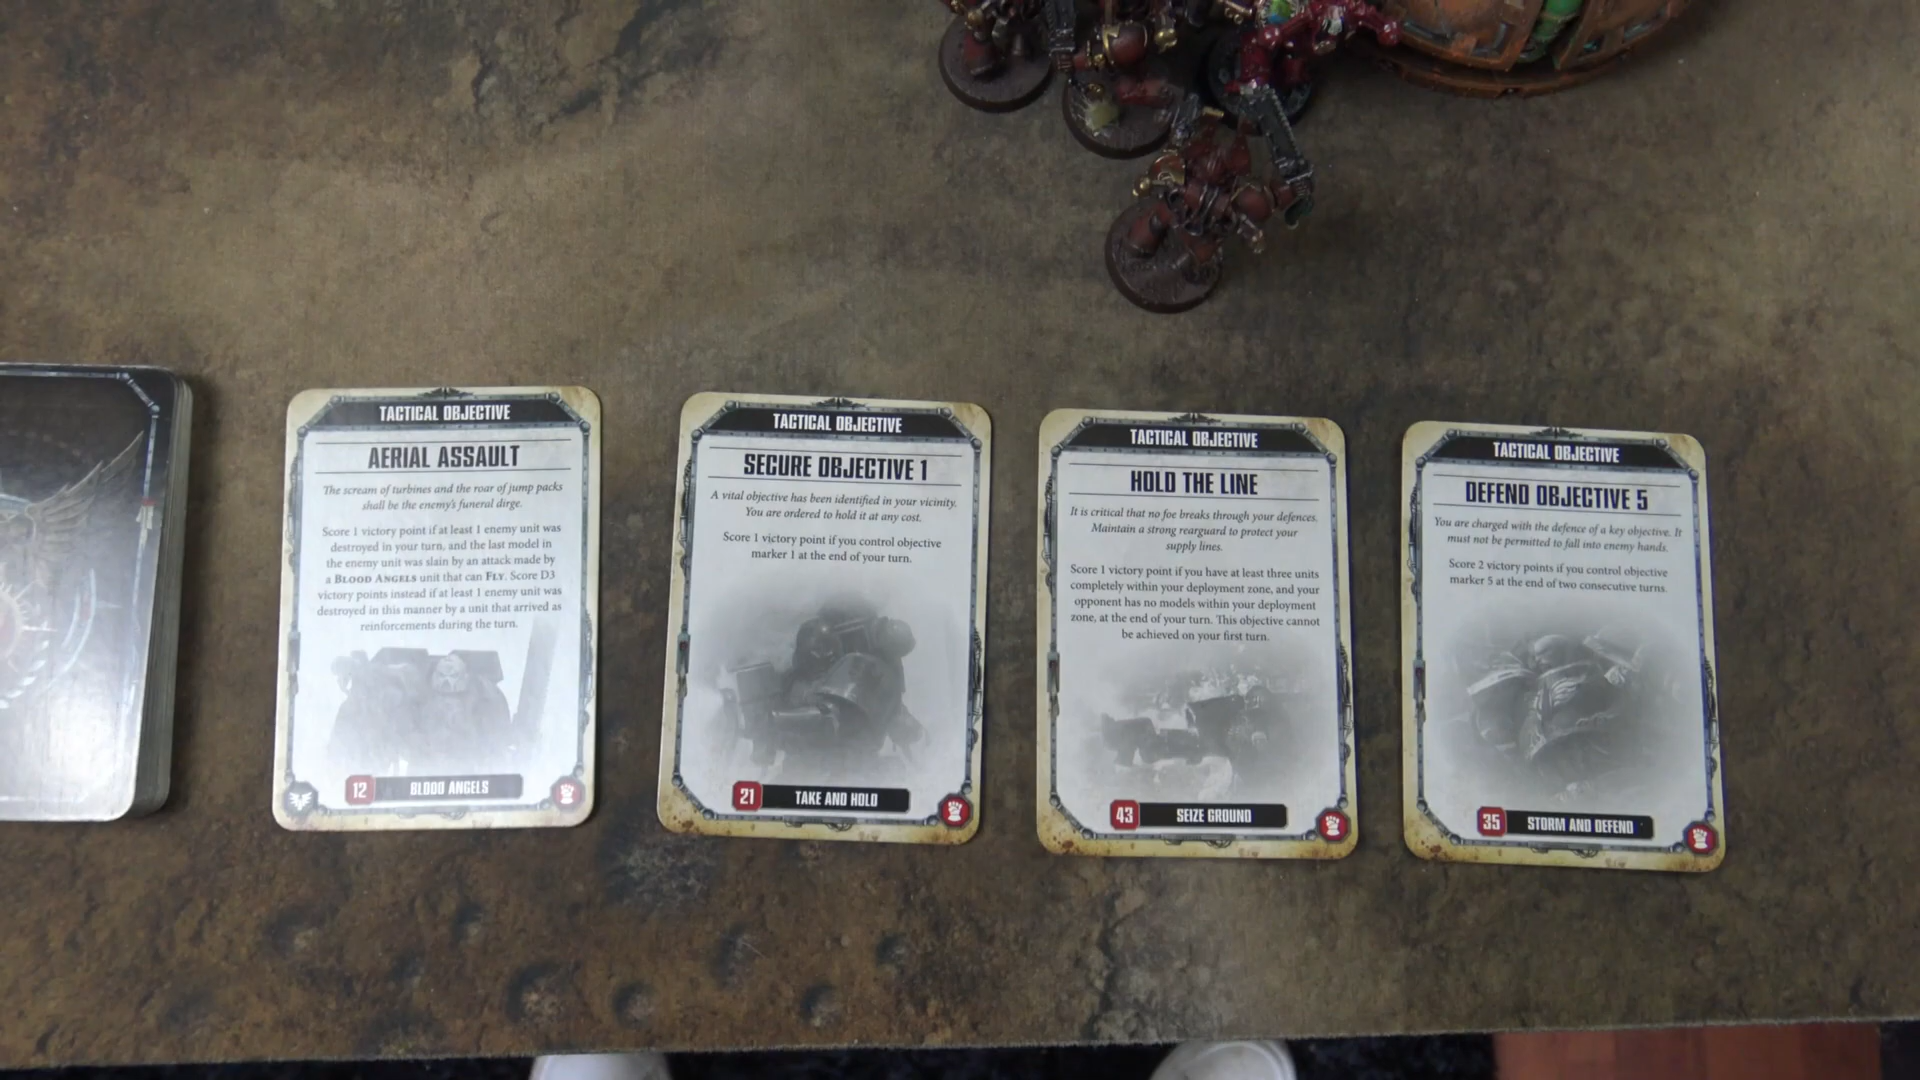 TACTICAL OBJECTIVE
AERIAL ASSAULT
The scream of turbines and the roar of jump packs
shall be the enemy's funeral dirge.
Score 1 victory point if at least 1 enemy unit was
destroyed in your turn, and the last model in
the enemy unit was slain by an attack made by
a BLOOD ANGELS unit that can FLY. Score D3
victory points instead if at least 1 enemy unit was
destroyed in this manner by a unit that arrived as
reinforcements during the turn.
12 BLOOD ANGELS
TACTICAL OBJECTIVE
SECURE OBJECTIVE 1
A vital objective has been identified in your vicinity.
You are ordered to hold it at any cost.
Score 1 victory point if you control objective
marker 1 at the end of your turn.
21 TAKE AND HOLD
TACTICAL OBJECTIVE
HOLD THE LINE
It is critical that no foe breaks through your defences.
Maintain a strong rearguard to protect your
supply lines.
Score 1 victory point if you have at least three units
completely within your deployment zone, and your
opponent has no models within your deployment
zone, at the end of your turn. This objective cannot
be achieved on your first turn.
43 SEIZE GROUND
TACTICAL OBJECTIVE
DEFEND OBJECTIVE 5
You are charged with the defence of a key objective. It
must not be permitted to fall into enemy hands.
Score 2 victory points if you control objective
marker 5 at the end of two consecutive turns.
35 STORM AND DEFEND